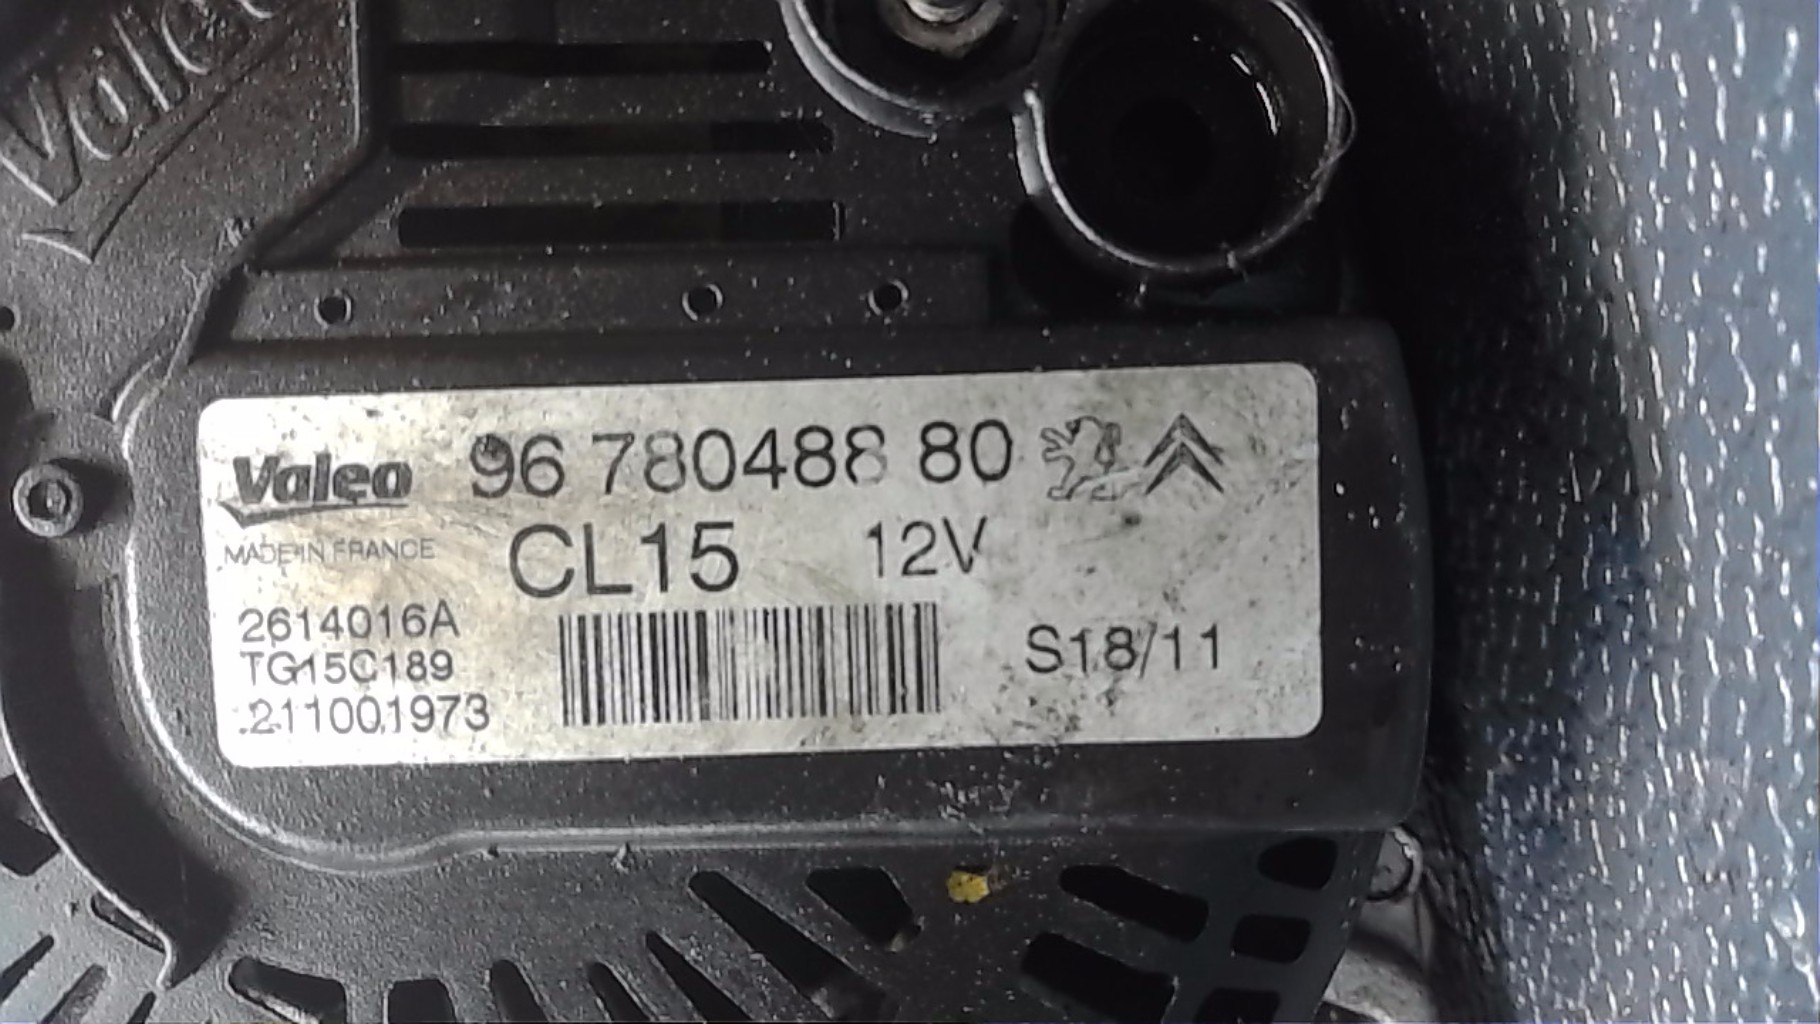 Valeo
Valeo 96 780488 80
MADE IN FRANCE CL15 12V
2614016A
TG15C189 S18/11
211001973